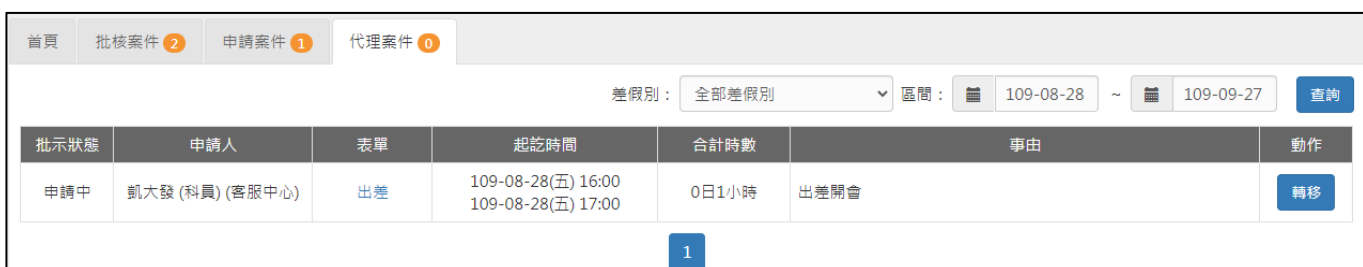 首頁 批核案件 2 申請案件 1 代理案件 0
差假別： 全部差假別 區間： 109-08-28 ~ 109-09-27 查詢
批示狀態 申請人 表單 起訖時間 合計時數 事由 動作
申請中 凱大發 (科員) (客服中心) 出差 109-08-28(五) 16:00 0日1小時 出差開會 轉移
109-08-28(五) 17:00
1